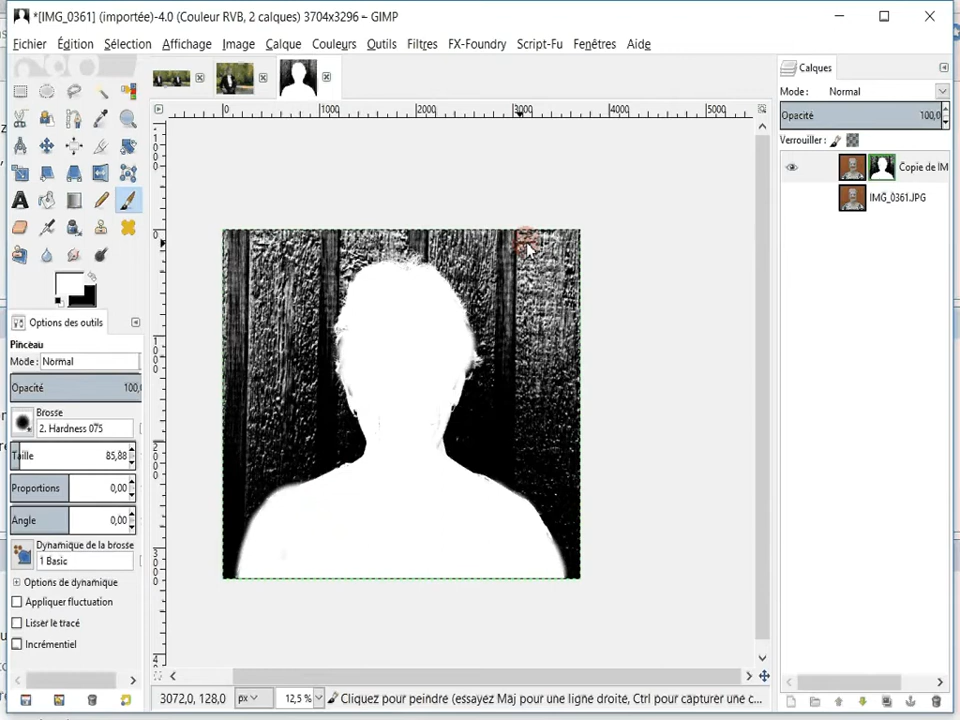 *[IMG_0361] (importée)-4.0 (Couleur RVB, 2 calques) 3704x3296 – GIMP
Fichier Édition Sélection Affichage Image Calque Couleurs Outils Filtres FX-Foundry Script-Fu Fenêtres Aide
Calques
Mode : Normal
Opacité 100,0
Verrouiller :
Copie de IM
IMG_0361.JPG
0 1000 2000 3000 4000 5000
Options des outils
Pinceau
Mode : Normal
Opacité 100,
Brosse
2. Hardness 075
Taille 85,88
Proportions 0,00
Angle 0,00
Dynamique de la brosse
1 Basic
Options de dynamique
Appliquer fluctuation
Lisser le tracé
Incrémentiel
3072,0, 128,0 px 12,5 % Cliquez pour peindre (essayez Maj pour une ligne droite, Ctrl pour capturer une c...